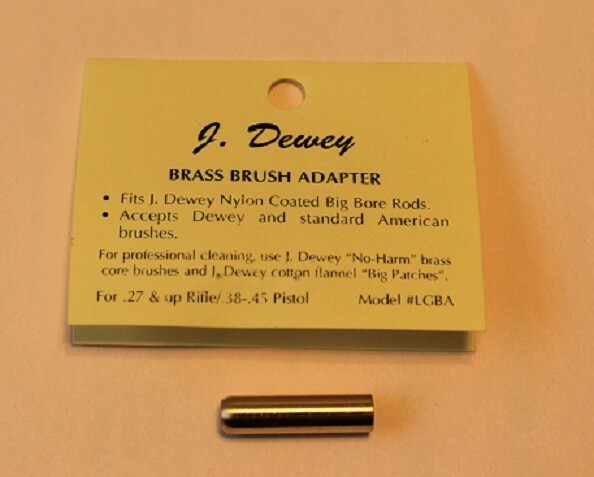 J. Dewey
BRASS BRUSH ADAPTER
• Fits J. Dewey Nylon Coated Big Bore Rods.
• Accepts Dewey and standard American
brushes.
For professional cleaning, use J. Dewey "No-Harm" brass
core brushes and J. Dewey cotton flannel "Big Patches".
For .27 & up Rifle/.38-.45 Pistol Model #LGBA